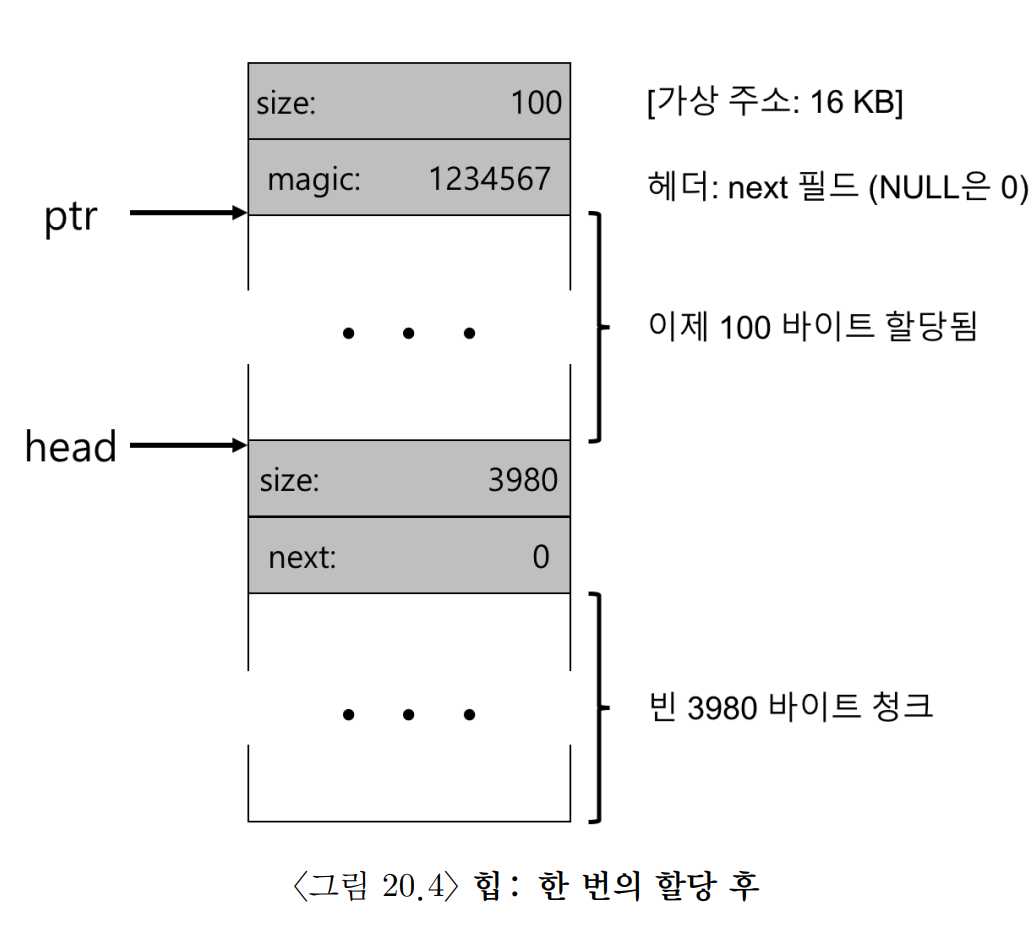 size: 100
[가상 주소: 16 KB]
magic: 1234567
헤더: next 필드 (NULL은 0)
ptr
이제 100 바이트 할당됨
head
size: 3980
next: 0
빈 3980 바이트 청크
〈그림 20.4〉 힙: 한 번의 할당 후